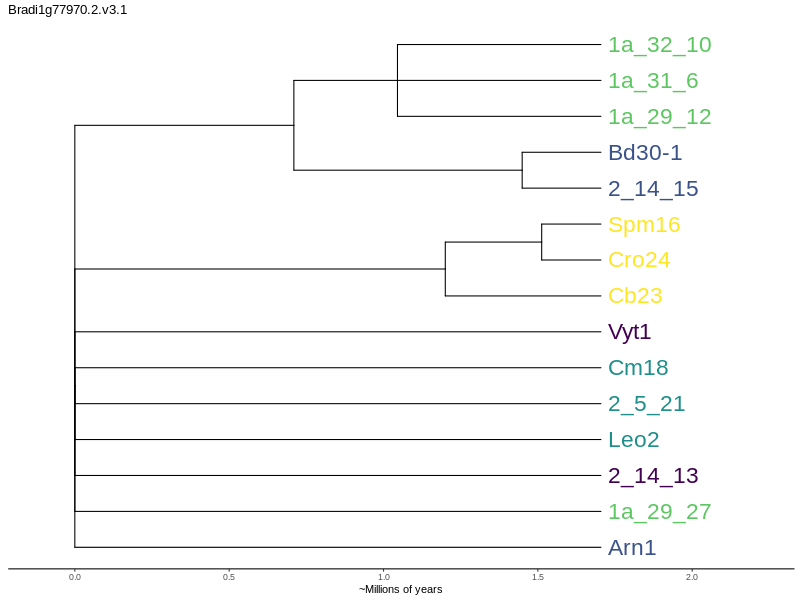 Bradi1g77970.2.v3.1
1a_32_10
1a_31_6
1a_29_12
Bd30-1
2_14_15
Spm16
Cro24
Cb23
Vyt1
Cm18
2_5_21
Leo2
2_14_13
1a_29_27
Arn1
0.0 0.5 1.0 1.5 2.0
~Millions of years